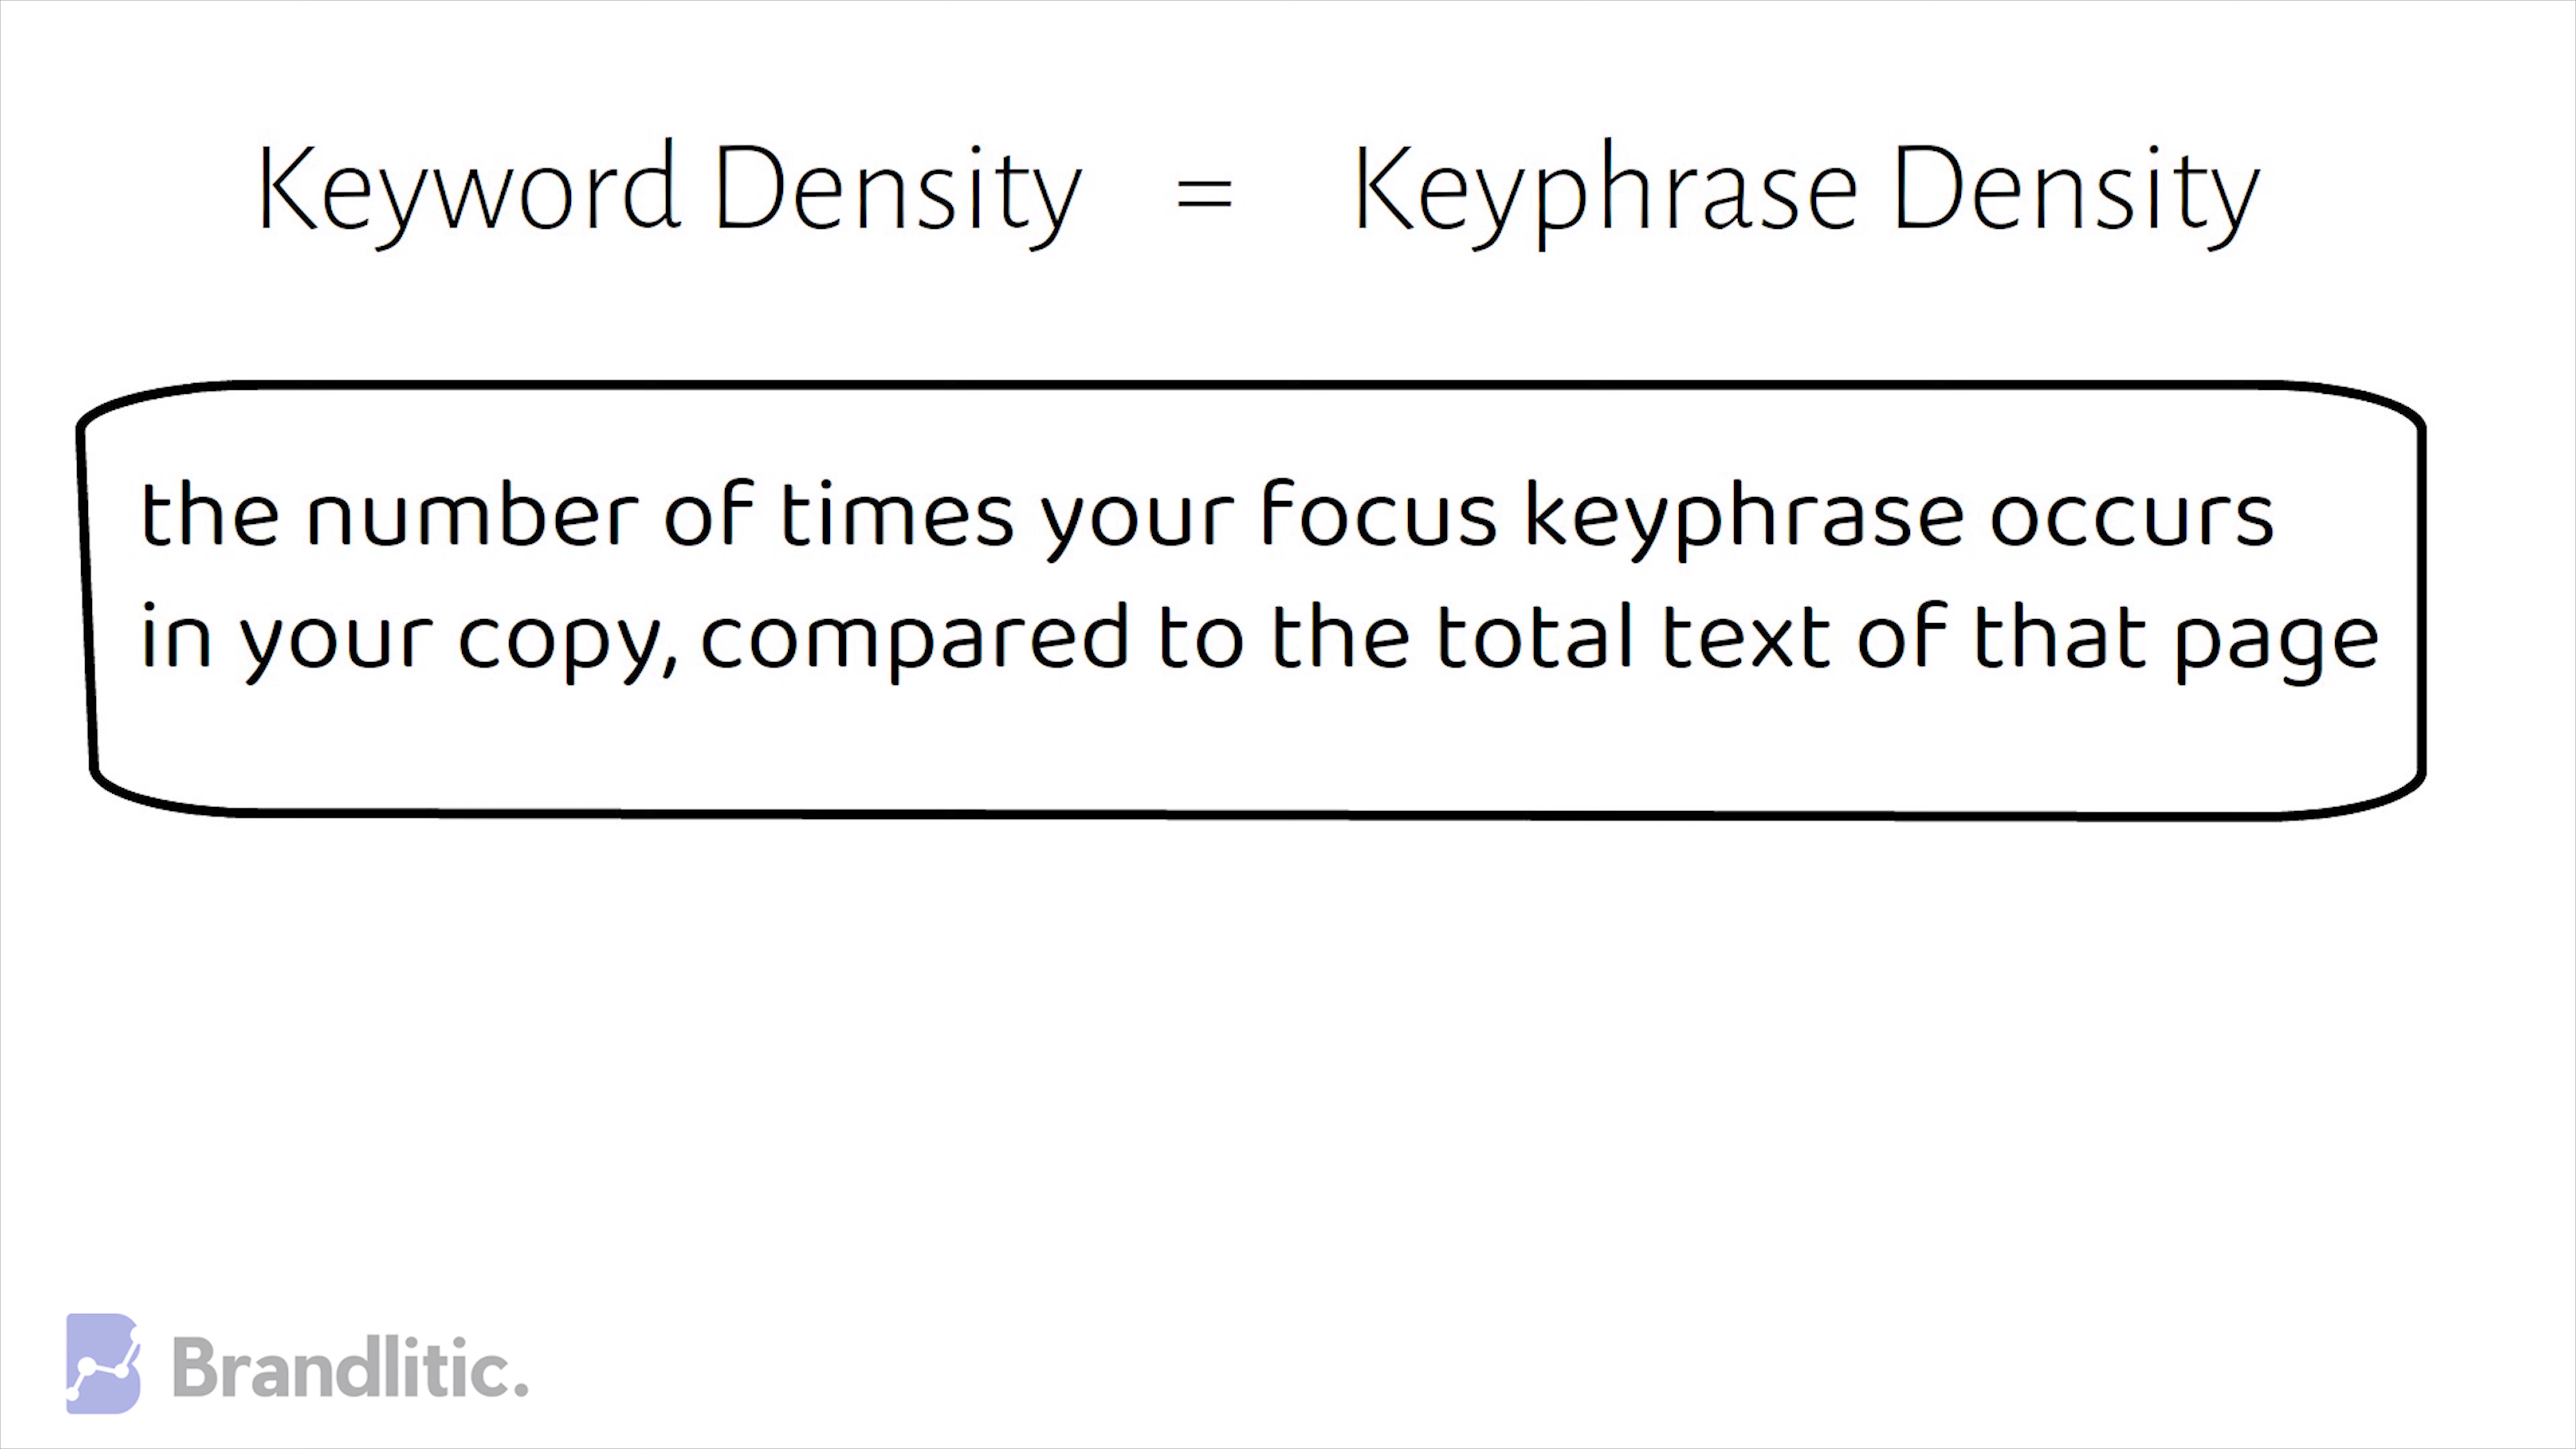 Keyword Density = Keyphrase Density
the number of times your focus keyphrase occurs
in your copy, compared to the total text of that page
Brandlitic.